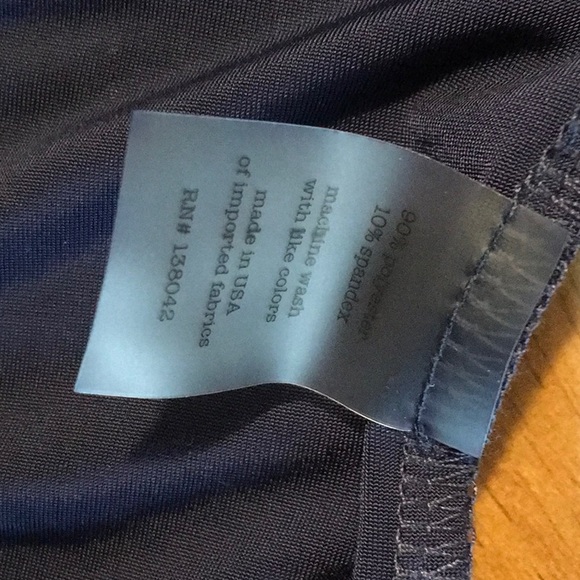 90% polyester
10% spandex
machine wash
with like colors
made in USA
of imported fabrics
RN# 138042